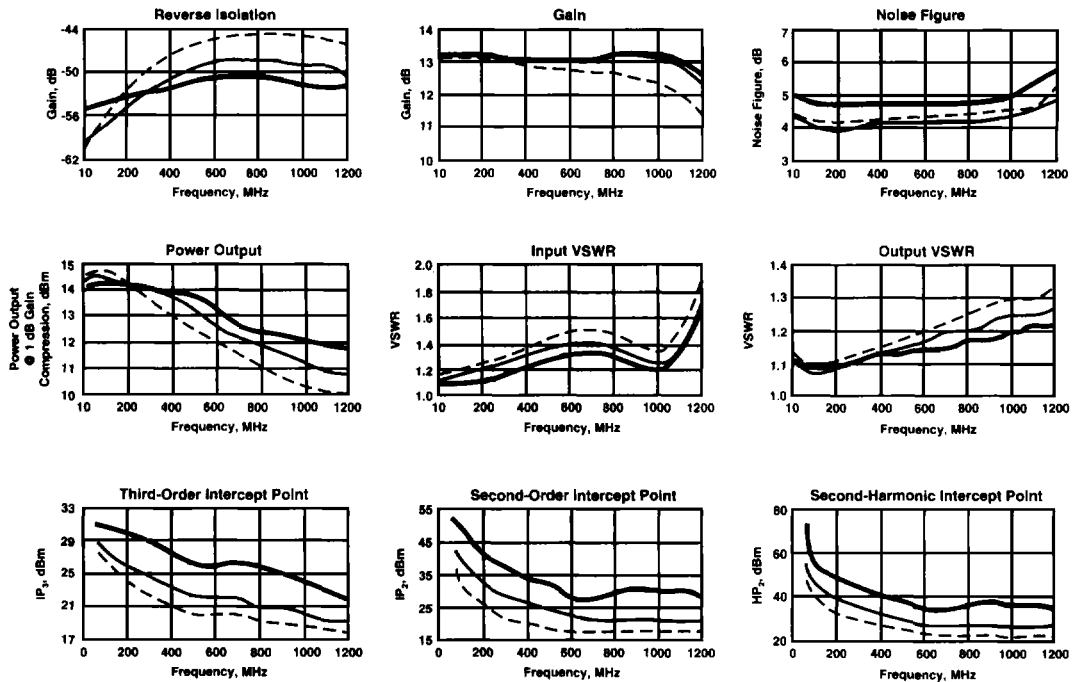 Reverse Isolation
Gain, dB
-44
-50
-56
-62
10 200 400 600 800 1000 1200
Frequency, MHz
Gain
Gain, dB
14
13
12
11
10
10 200 400 600 800 1000 1200
Frequency, MHz
Noise Figure
Noise Figure, dB
7
6
5
4
3
10 200 400 600 800 1000 1200
Frequency, MHz
Power Output
Power Output
@ 1 dB Gain
Compression, dBm
15
14
13
12
11
10
10 200 400 600 800 1000 1200
Frequency, MHz
Input VSWR
VSWR
2.0
1.8
1.6
1.4
1.2
1.0
10 200 400 600 800 1000 1200
Frequency, MHz
Output VSWR
VSWR
1.4
1.3
1.2
1.1
1.0
10 200 400 600 800 1000 1200
Frequency, MHz
Third-Order Intercept Point
IP3, dBm
33
29
25
21
17
0 200 400 600 800 1000 1200
Frequency, MHz
Second-Order Intercept Point
IP2, dBm
55
45
35
25
15
0 200 400 600 800 1000 1200
Frequency, MHz
Second-Harmonic Intercept Point
HP2, dBm
80
60
40
20
0 200 400 600 800 1000 1200
Frequency, MHz